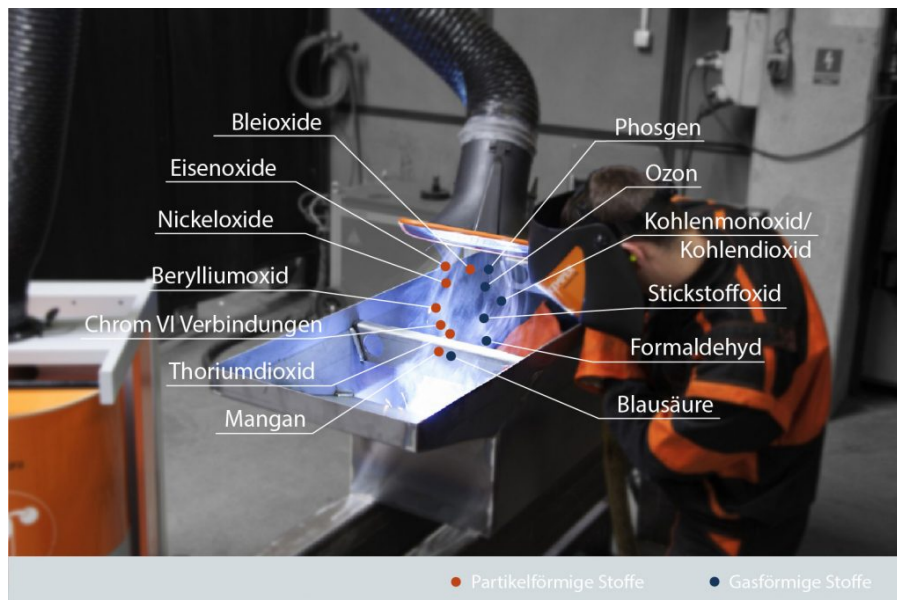 Bleioxide
Eisenoxide
Nickeloxide
Berylliumoxid
Chrom VI Verbindungen
Thoriumdioxid
Mangan
Phosgen
Ozon
Kohlenmonoxid/
Kohlendioxid
Stickstoffoxid
Formaldehyd
Blausäure
Partikelförmige Stoffe
Gasförmige Stoffe